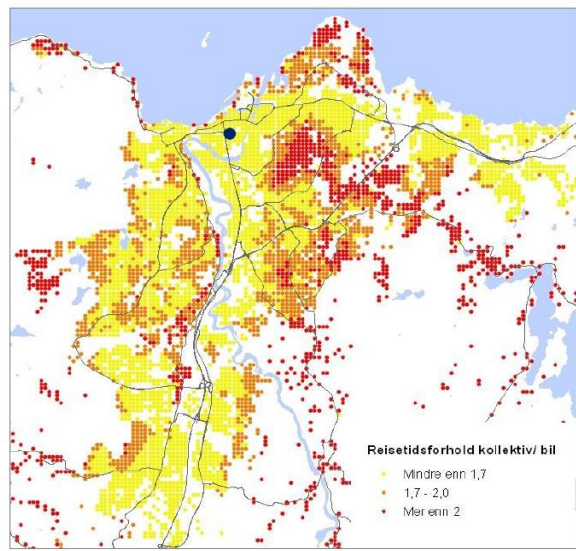 Reisetidsforhold kollektiv/ bil
Mindre enn 1,7
1,7 - 2,0
Mer enn 2